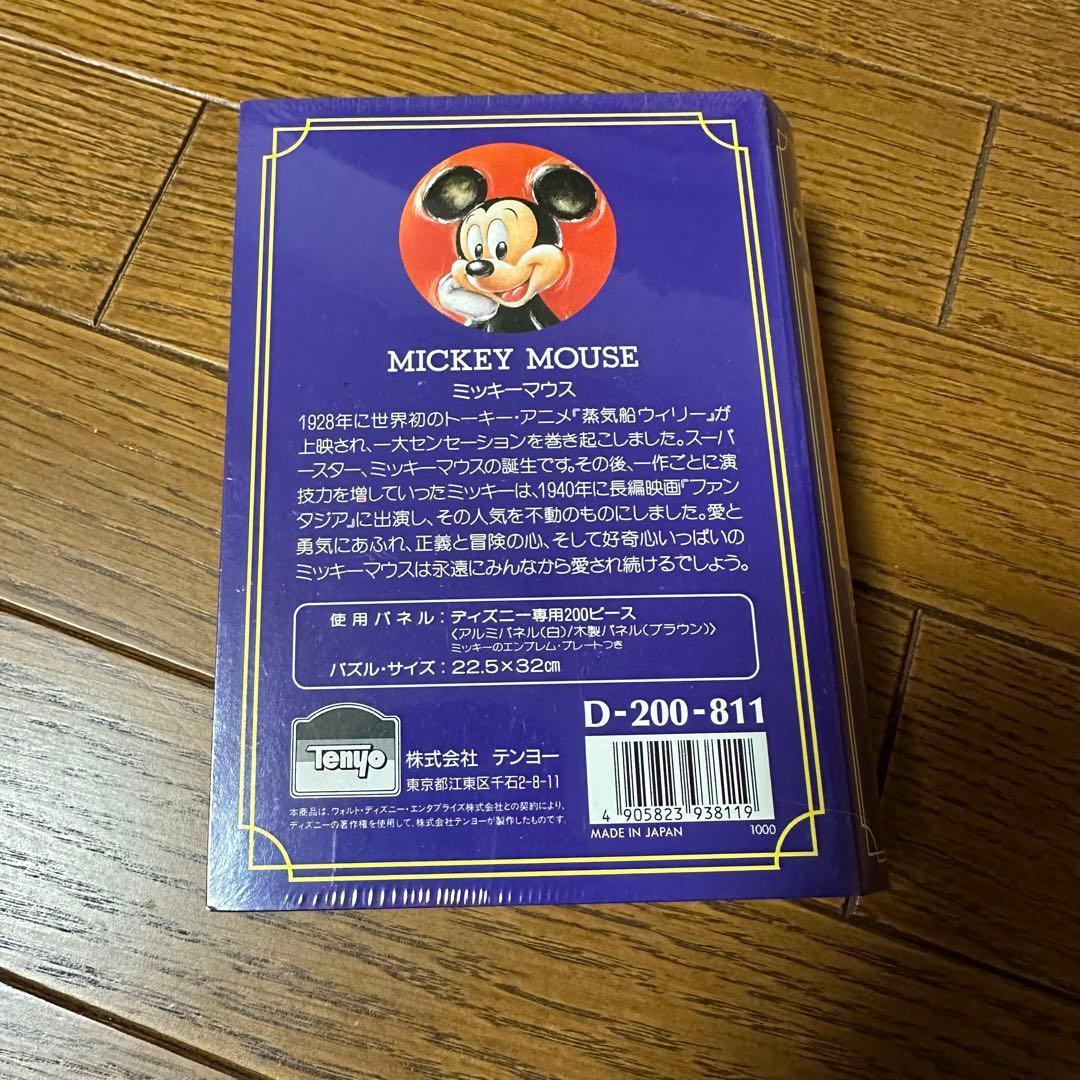 MICKEY MOUSE
ミッキーマウス
1928年に世界初のトーキー・アニメ『蒸気船ウィリー』が
上映され、一大センセーションを巻き起こしました。スーパ
ースター、ミッキーマウスの誕生です。その後、一作ごとに演
技力を増していったミッキーは、1940年に長編映画『ファン
タジア』に出演し、その人気を不動のものにしました。愛と
勇気にあふれ、正義と冒険の心、そして好奇心いっぱいの
ミッキーマウスは永遠にみんなから愛され続けるでしょう。
使用パネル：ディズニー専用200ピース
〈アルミパネル(白)/木製パネル(ブラウン)〉
ミッキーのエンブレム・プレートつき
パズル・サイズ：22.5×32㎝
D-200-811
Tenyo
株式会社 テンヨー
東京都江東区千石2-8-11
本商品は、ウォルト・ディズニー・エンタプライズ株式会社との契約により、
ディズニーの著作権を使用して、株式会社テンヨーが製作したものです。
4 905823 938119
MADE IN JAPAN 1000